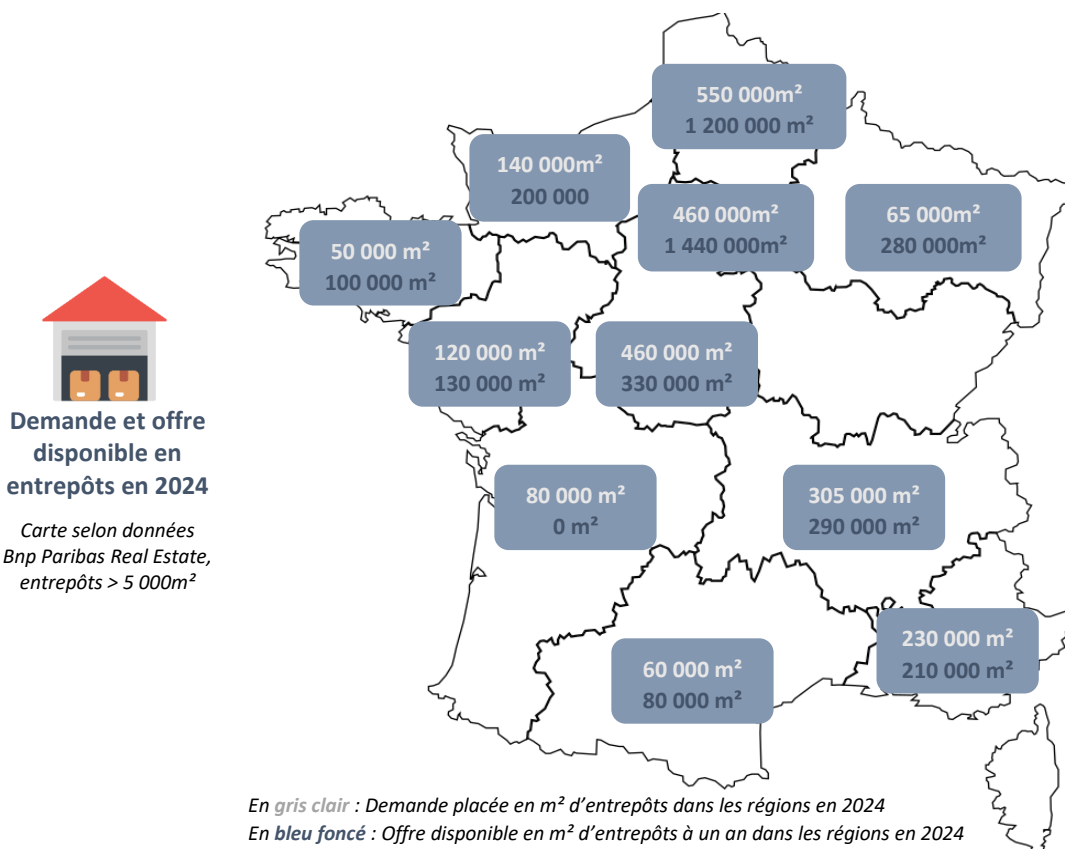 550 000m²
1 200 000 m²
140 000m²
200 000
460 000m²
1 440 000m²
65 000m²
280 000m²
50 000 m²
100 000 m²
120 000 m²
130 000 m²
460 000 m²
330 000 m²
Demande et offre
disponible en
entrepôts en 2024
Carte selon données
Bnp Paribas Real Estate,
entrepôts > 5 000m²
80 000 m²
0 m²
305 000 m²
290 000 m²
230 000 m²
210 000 m²
60 000 m²
80 000 m²
En gris clair : Demande placée en m² d’entrepôts dans les régions en 2024
En bleu foncé : Offre disponible en m² d’entrepôts à un an dans les régions en 2024